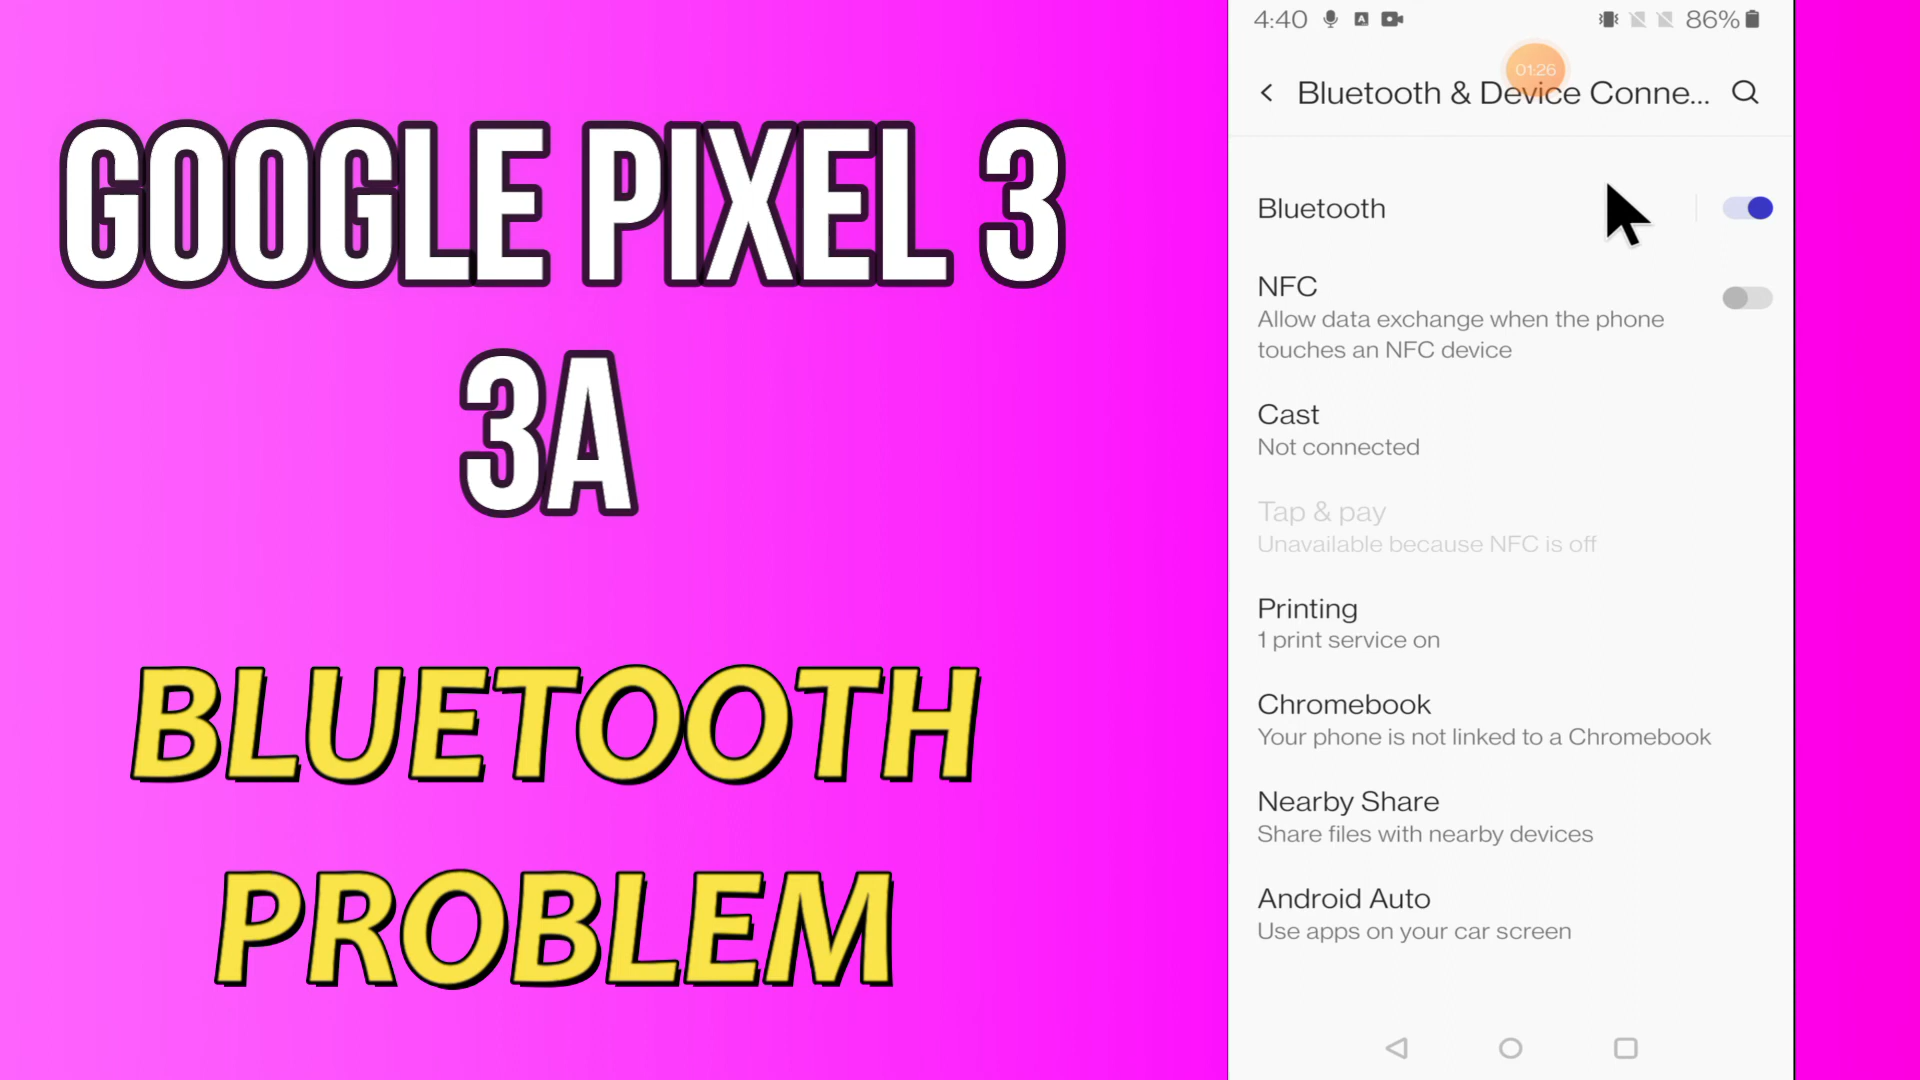 GOOGLE PIXEL 3
3A
BLUETOOTH
PROBLEM
4:40
86%
01:26
Bluetooth & Device Conne...
Bluetooth
NFC
Allow data exchange when the phone
touches an NFC device
Cast
Not connected
Tap & pay
Unavailable because NFC is off
Printing
1 print service on
Chromebook
Your phone is not linked to a Chromebook
Nearby Share
Share files with nearby devices
Android Auto
Use apps on your car screen